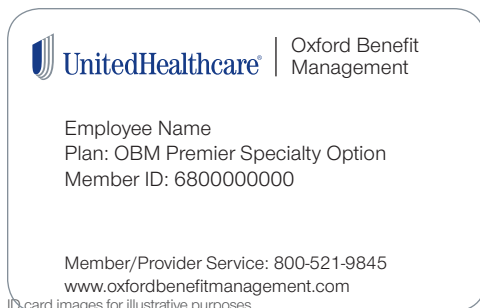 UnitedHealthcare®
Oxford Benefit
Management
Employee Name
Plan: OBM Premier Specialty Option
Member ID: 6800000000
Member/Provider Service: 800-521-9845
www.oxfordbenefitmanagement.com
ID card images for illustrative purposes